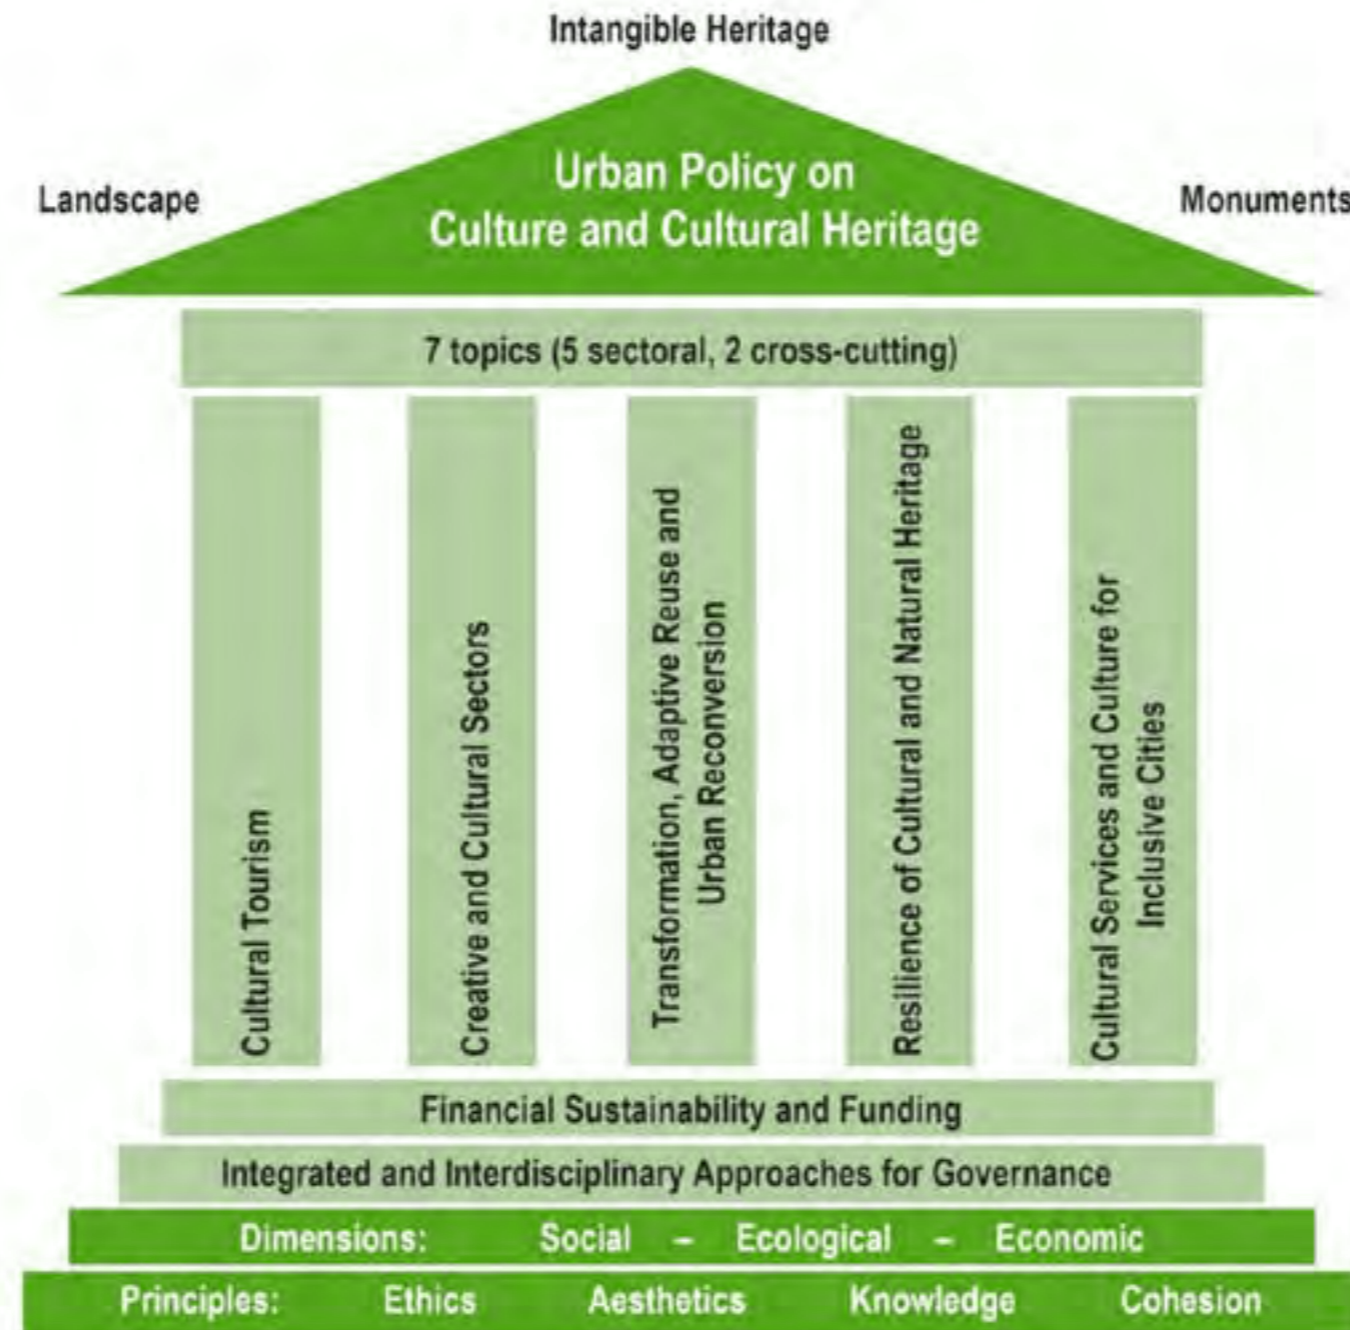 Intangible Heritage
Landscape
Urban Policy on
Culture and Cultural Heritage
Monuments
7 topics (5 sectoral, 2 cross-cutting)
Cultural Tourism
Creative and Cultural Sectors
Transformation, Adaptive Reuse and
Urban Reconversion
Resilience of Cultural and Natural Heritage
Cultural Services and Culture for
Inclusive Cities
Financial Sustainability and Funding
Integrated and Interdisciplinary Approaches for Governance
Dimensions: Social – Ecological – Economic
Principles: Ethics Aesthetics Knowledge Cohesion